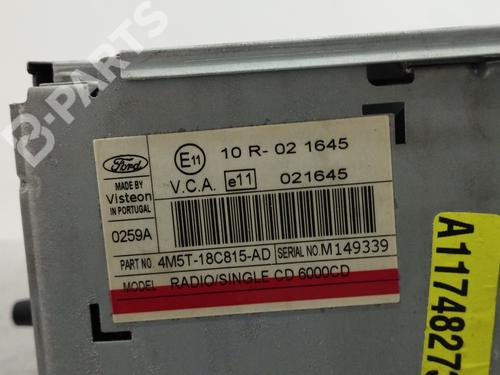 B-PARTS
Ford
E11
10 R- 02 1645
MADE BY
Visteon
IN PORTUGAL
V.C.A.
e11
021645
0259A
PART NO. 4M5T-18C815-AD
SERIAL NO. M149339
MODEL RADIO/SINGLE CD 6000CD
A1174827